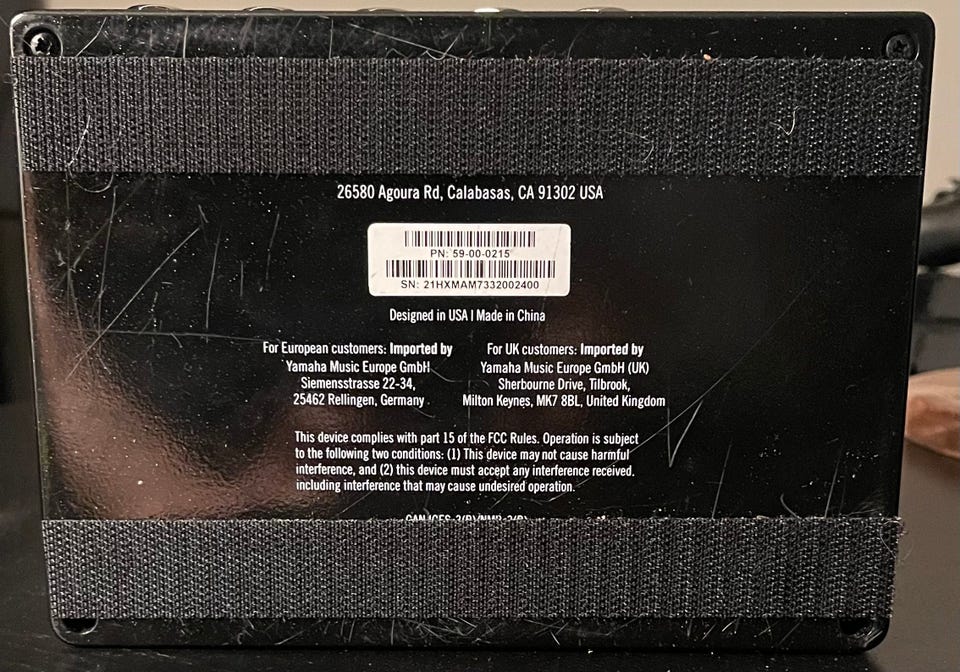 26580 Agoura Rd, Calabasas, CA 91302 USA
PN: 59-00-0215
SN: 21HXMAM7332002400
Designed in USA | Made in China
For European customers: Imported by
Yamaha Music Europe GmbH
Siemensstrasse 22-34,
25462 Rellingen, Germany
For UK customers: Imported by
Yamaha Music Europe GmbH (UK)
Sherbourne Drive, Tilbrook,
Milton Keynes, MK7 8BL, United Kingdom
This device complies with part 15 of the FCC Rules. Operation is subject
to the following two conditions: (1) This device may not cause harmful
interference, and (2) this device must accept any interference received.
including interference that may cause undesired operation.